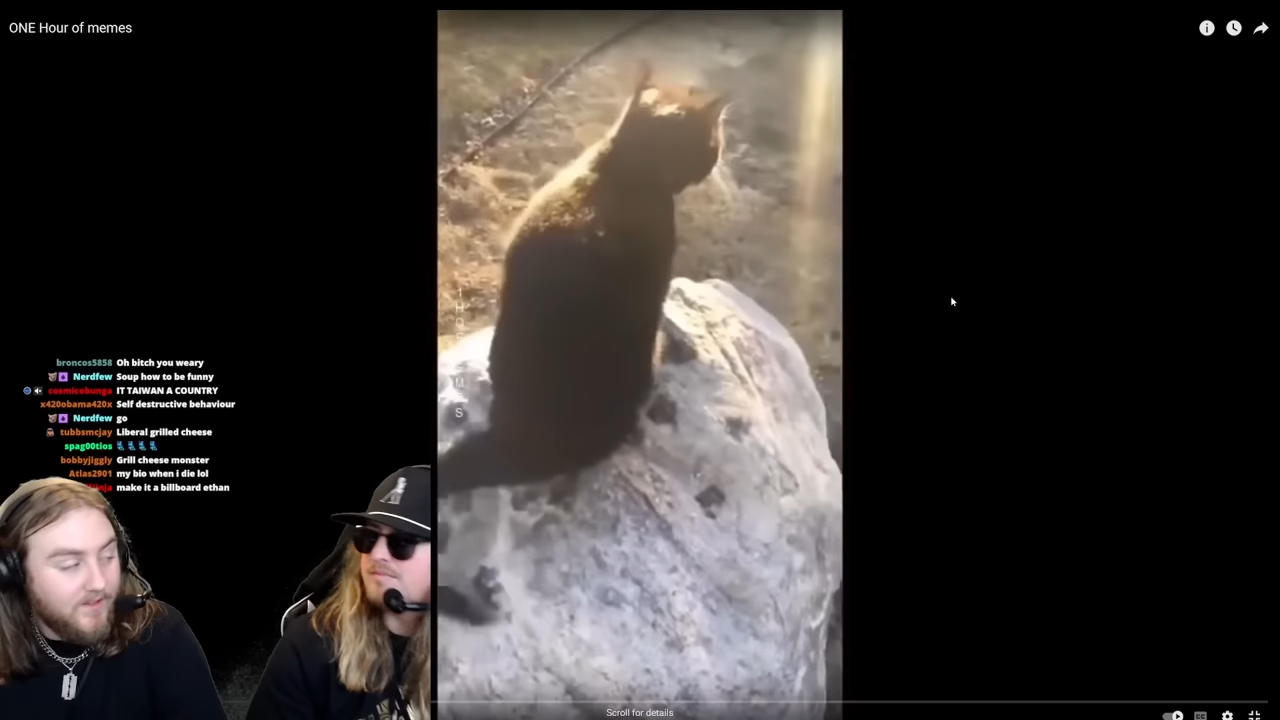 ONE Hour of memes
broncos5858 Oh bitch you weary
Nerdfew Soup how to be funny
cosmicebunga IT TAIWAN A COUNTRY
x420obama420x Self destructive behaviour
Nerdfew go
tubbsmcjay Liberal grilled cheese
spag00tios
bobbyjiggly Grill cheese monster
Atlas2901 my bio when i die lol
make it a billboard ethan
A
Scroll for details